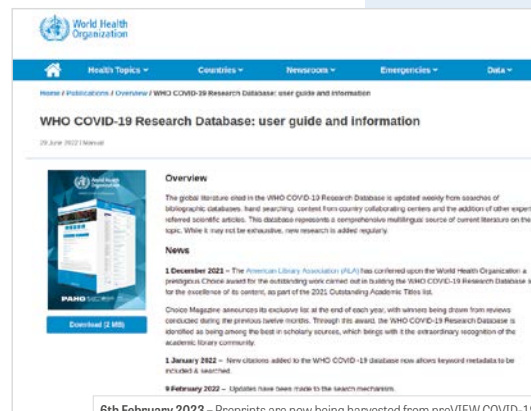 World Health
Organization
Health Topics
Countries
Newsroom
Emergencies
Data
Home / Publications / Overview / WHO COVID-19 Research Database: user guide and information
WHO COVID-19 Research Database: user guide and information
29 June 2022 | Manual
Overview
The global literature cited in the WHO COVID-19 Research Database is updated weekly from searches of
bibliographic databases, hand searching, content from country collaborating centers and the addition of other expert
referred scientific articles. This database represents a comprehensive multilingual source of current literature on the
topic. While it may not be exhaustive, new research is added regularly.
News
1 December 2021 – The American Library Association (ALA) has conferred upon the World Health Organization a
prestigious Choice award for the outstanding work carried out in building the WHO COVID-19 Research Database
for the excellence of its content, as part of the 2021 Outstanding Academic Titles list.
Choice Magazine announces its exclusive list at the end of each year, with winners being drawn from reviews
conducted during the previous twelve months. Through this award, the WHO COVID-19 Research Database is
identified as being among the best in scholarly sources, which brings with it the extraordinary recognition of the
academic library community.
1 January 2022 – New citations added to the WHO COVID -19 database now allows keyword metadata to be
included & searched.
9 February 2022 – Updates have been made to the search mechanism.
PAHO
Download (2 MB)
6th February 2023 – Preprints are now being harvested from preVIEW COVID-19